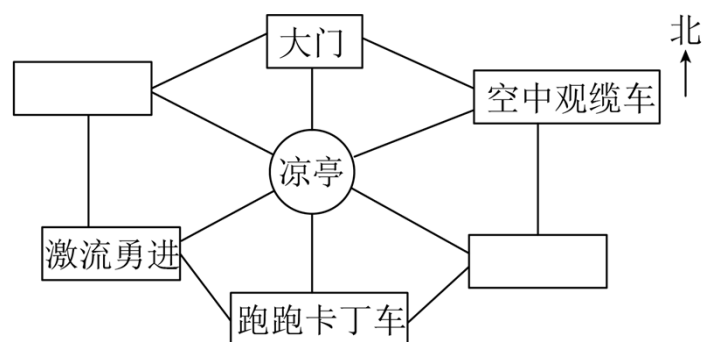 大门
北
空中观缆车
凉亭
激流勇进
跑跑卡丁车